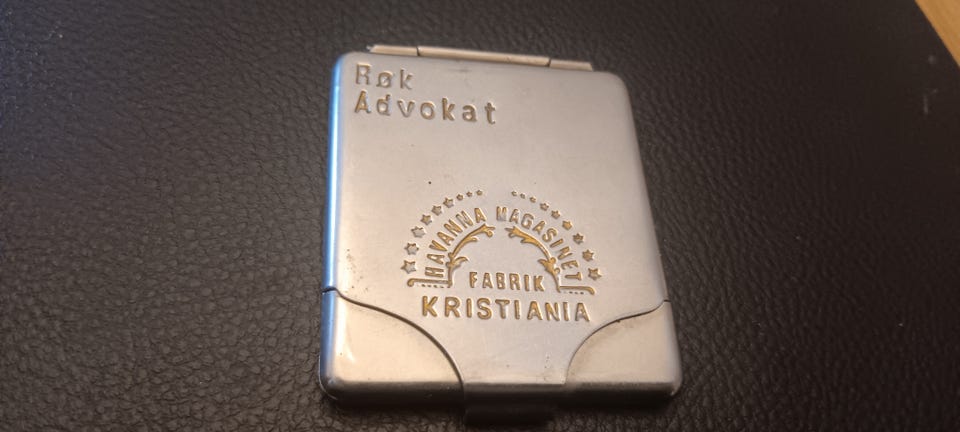 Røk
Advokat
HAVANNA MAGASINET
FABRIK
KRISTIANIA